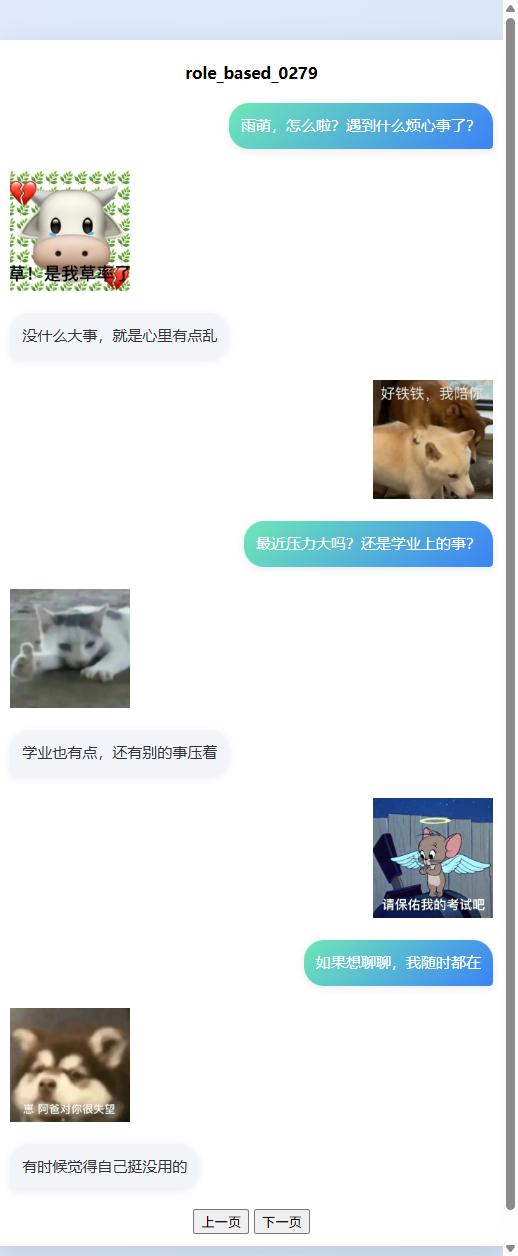 role_based_0279
雨萌，怎么啦？遇到什么烦心事了？
草！是我草率了
没什么大事，就是心里有点乱
好铁铁，我陪你
最近压力大吗？还是学业上的事？
学业也有点，还有别的事压着
请保佑我的考试吧
如果想聊聊，我随时都在
崽 阿爸对你很失望
有时候觉得自己挺没用的
上一页 下一页